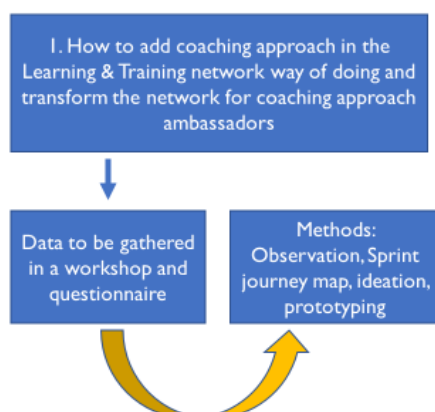 1. How to add coaching approach in the
Learning & Training network way of doing and
transform the network for coaching approach
ambassadors
Data to be gathered
in a workshop and
questionnaire
Methods:
Observation, Sprint
journey map, ideation,
prototyping